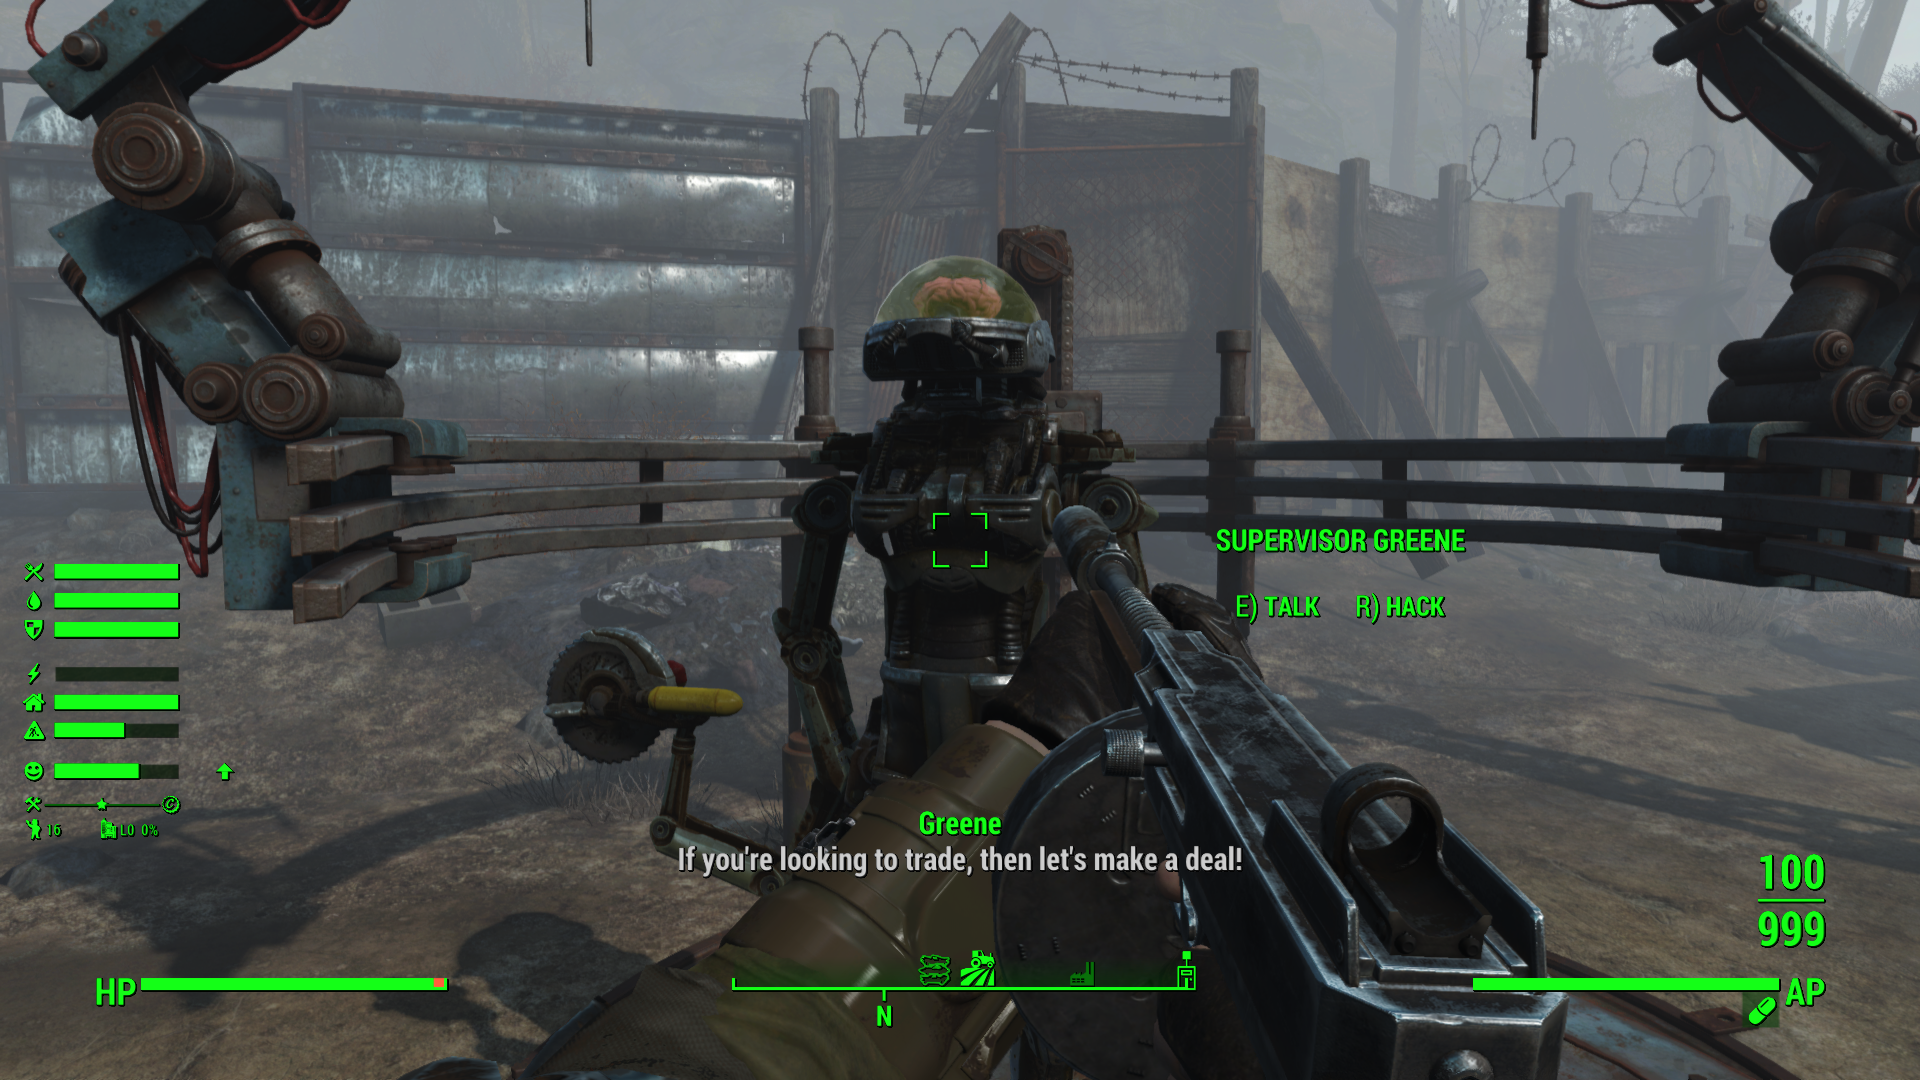 SUPERVISOR GREENE
E) TALK R) HACK
16 L0 0%
Greene
If you're looking to trade, then let's make a deal!
100
999
HP
N
AP